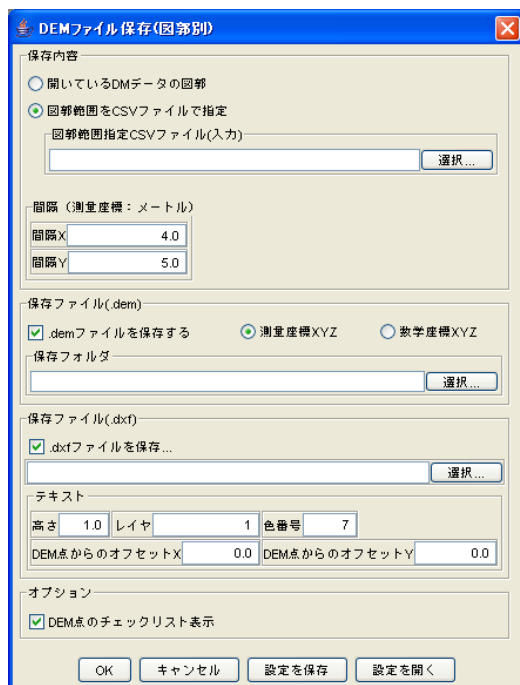 DEMファイル保存(図郭別)
保存内容
開いているDMデータの図郭
図郭範囲をCSVファイルで指定
図郭範囲指定CSVファイル(入力)
選択...
間隔（測量座標：メートル）
間隔X 4.0
間隔Y 5.0
保存ファイル(.dem)
.demファイルを保存する 測量座標XYZ 数学座標XYZ
保存フォルダ
選択...
保存ファイル(.dxf)
.dxfファイルを保存...
選択...
テキスト
高さ 1.0 レイヤ 1 色番号 7
DEM点からのオフセットX 0.0 DEM点からのオフセットY 0.0
オプション
DEM点のチェックリスト表示
OK キャンセル 設定を保存 設定を開く